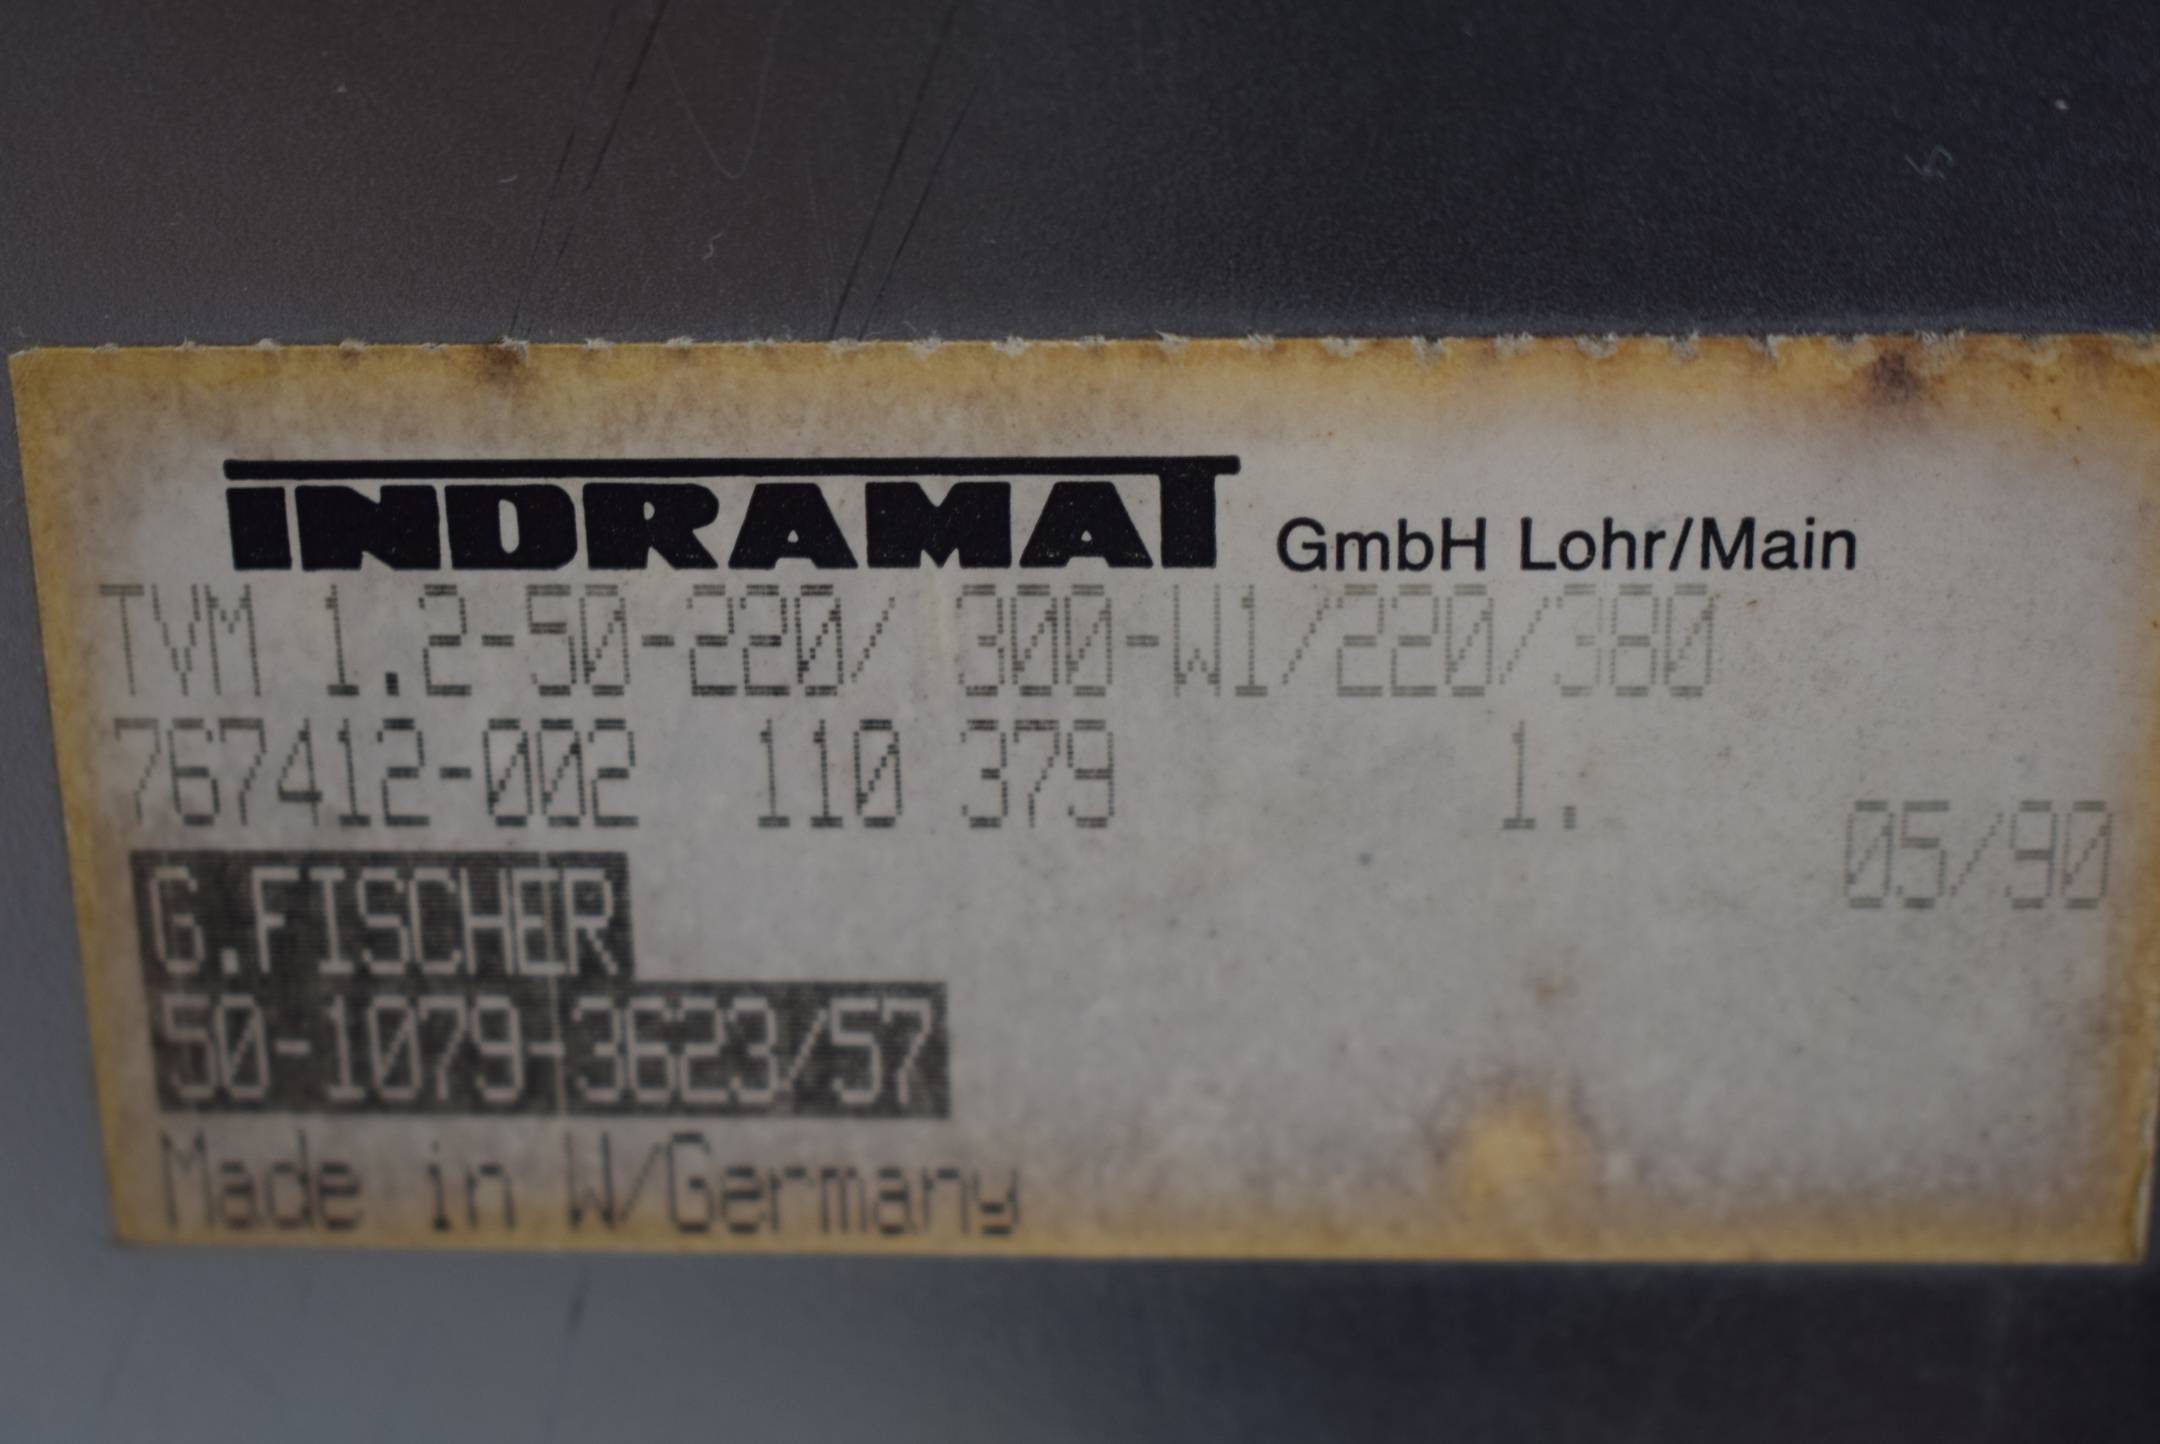 INDRAMAT GmbH Lohr/Main
TVM 1.2-50-220/ 300-W1/220/380
767412-002 110 379 1.
05/90
G.FISCHER
50-1079-3623/57
Made in W/Germany